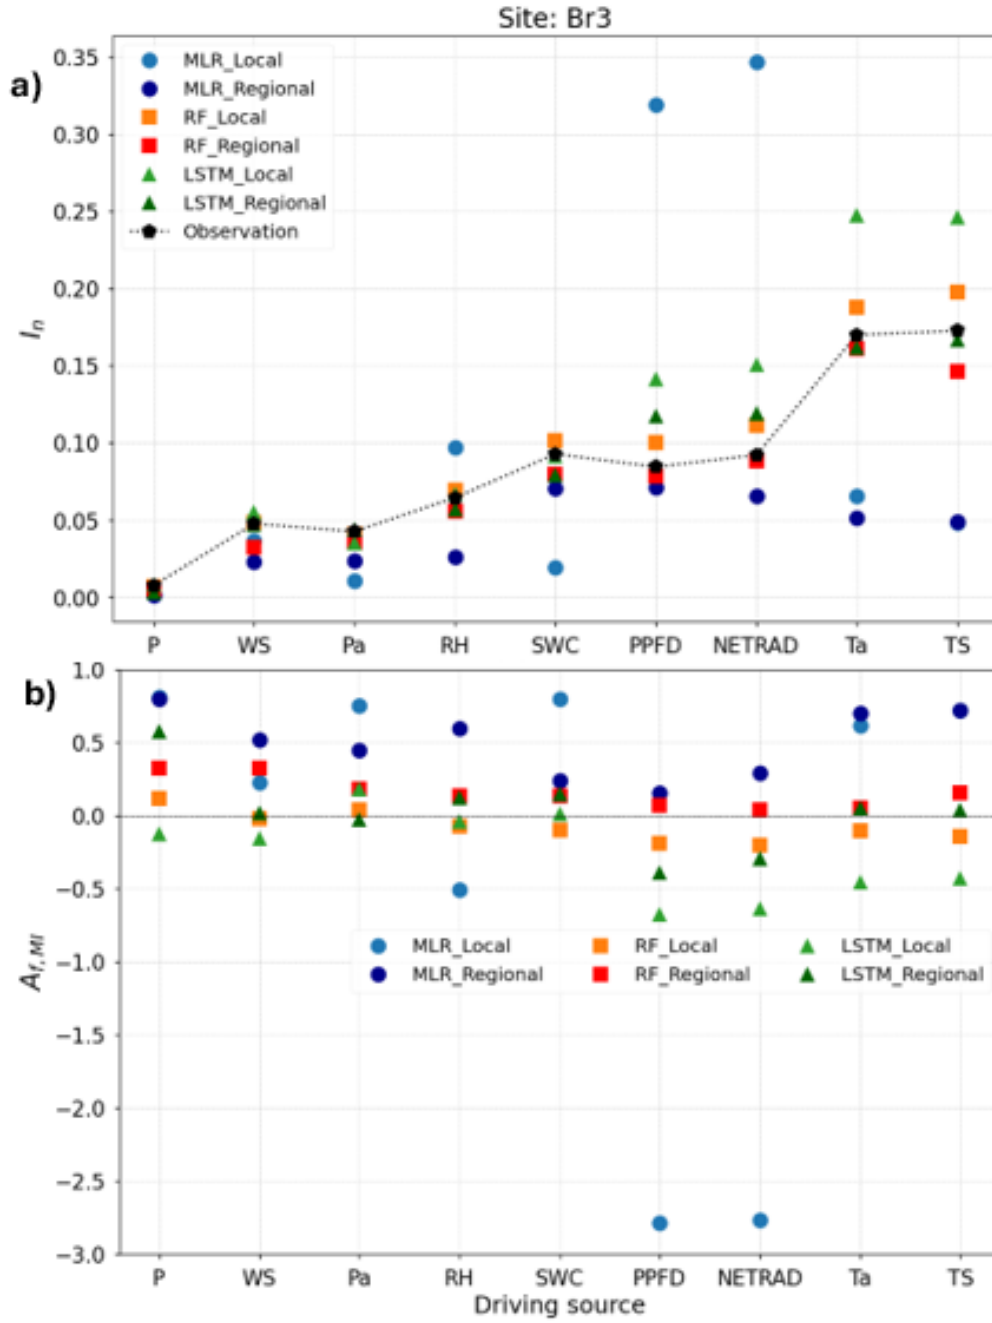 Site: Br3
a)
0.35
0.30
0.25
0.20
0.15
0.10
0.05
0.00
I_n
MLR_Local
MLR_Regional
RF_Local
RF_Regional
LSTM_Local
LSTM_Regional
Observation
P WS Pa RH SWC PPFD NETRAD Ta TS
b)
1.0
0.5
0.0
−0.5
−1.0
−1.5
−2.0
−2.5
−3.0
A_{f,MI}
MLR_Local RF_Local LSTM_Local
MLR_Regional RF_Regional LSTM_Regional
P WS Pa RH SWC PPFD NETRAD Ta TS
Driving source